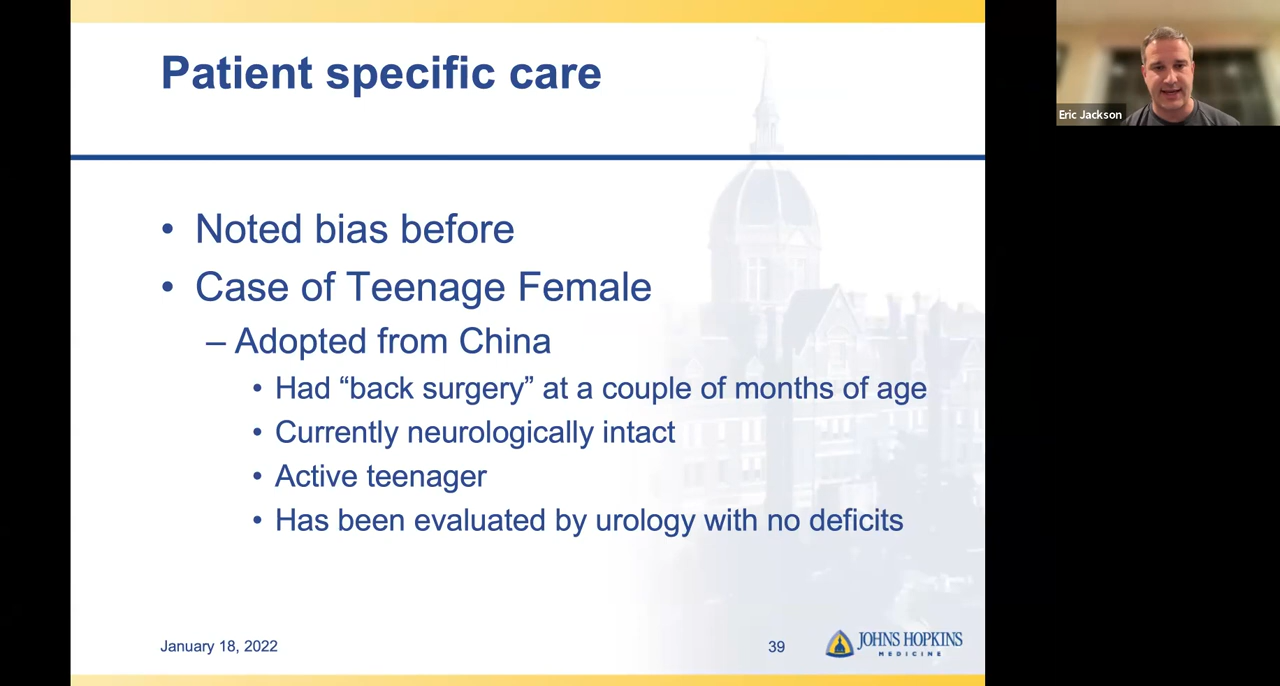 Patient specific care
Eric Jackson
• Noted bias before
• Case of Teenage Female
– Adopted from China
• Had “back surgery” at a couple of months of age
• Currently neurologically intact
• Active teenager
• Has been evaluated by urology with no deficits
January 18, 2022
39
JOHNS HOPKINS
MEDICINE